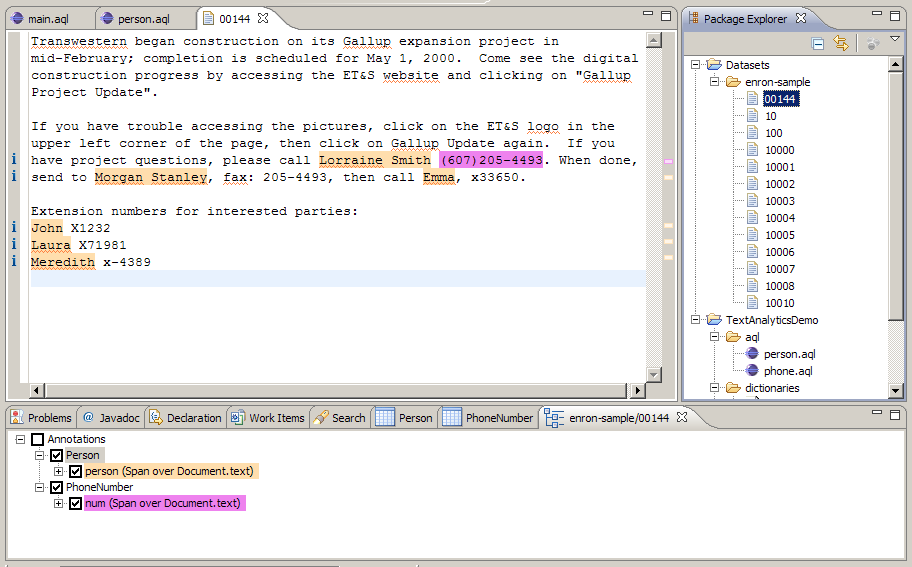 main.aql
person.aql
00144
Transwestern began construction on its Gallup expansion project in
mid-February; completion is scheduled for May 1, 2000.  Come see the digital
construction progress by accessing the ET&S website and clicking on "Gallup
Project Update".
If you have trouble accessing the pictures, click on the ET&S logo in the
upper left corner of the page, then click on Gallup Update again.  If you
have project questions, please call Lorraine Smith (607)205-4493. When done,
send to Morgan Stanley, fax: 205-4493, then call Emma, x33650.
Extension numbers for interested parties:
John X1232
Laura X71981
Meredith x-4389
Package Explorer
Datasets
enron-sample
00144
10
100
10000
10001
10002
10003
10004
10005
10006
10007
10008
10010
TextAnalyticsDemo
aql
person.aql
phone.aql
dictionaries
Problems
Javadoc
Declaration
Work Items
Search
Person
PhoneNumber
enron-sample/00144
Annotations
Person
person (Span over Document.text)
PhoneNumber
num (Span over Document.text)